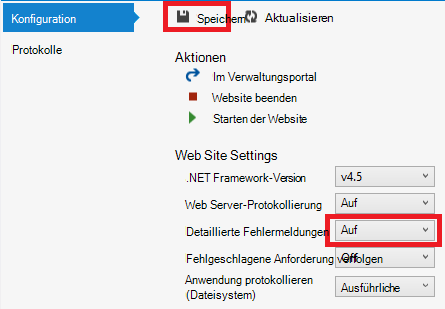 Konfiguration
Speichern
Aktualisieren
Protokolle
Aktionen
Im Verwaltungsportal
Website beenden
Starten der Website
Web Site Settings
.NET Framework-Version
v4.5
Web Server-Protokollierung
Auf
Detaillierte Fehlermeldungen
Auf
Fehlgeschlagene Anforderung verfolgen
Off
Anwendung protokollieren
(Dateisystem)
Ausführliche